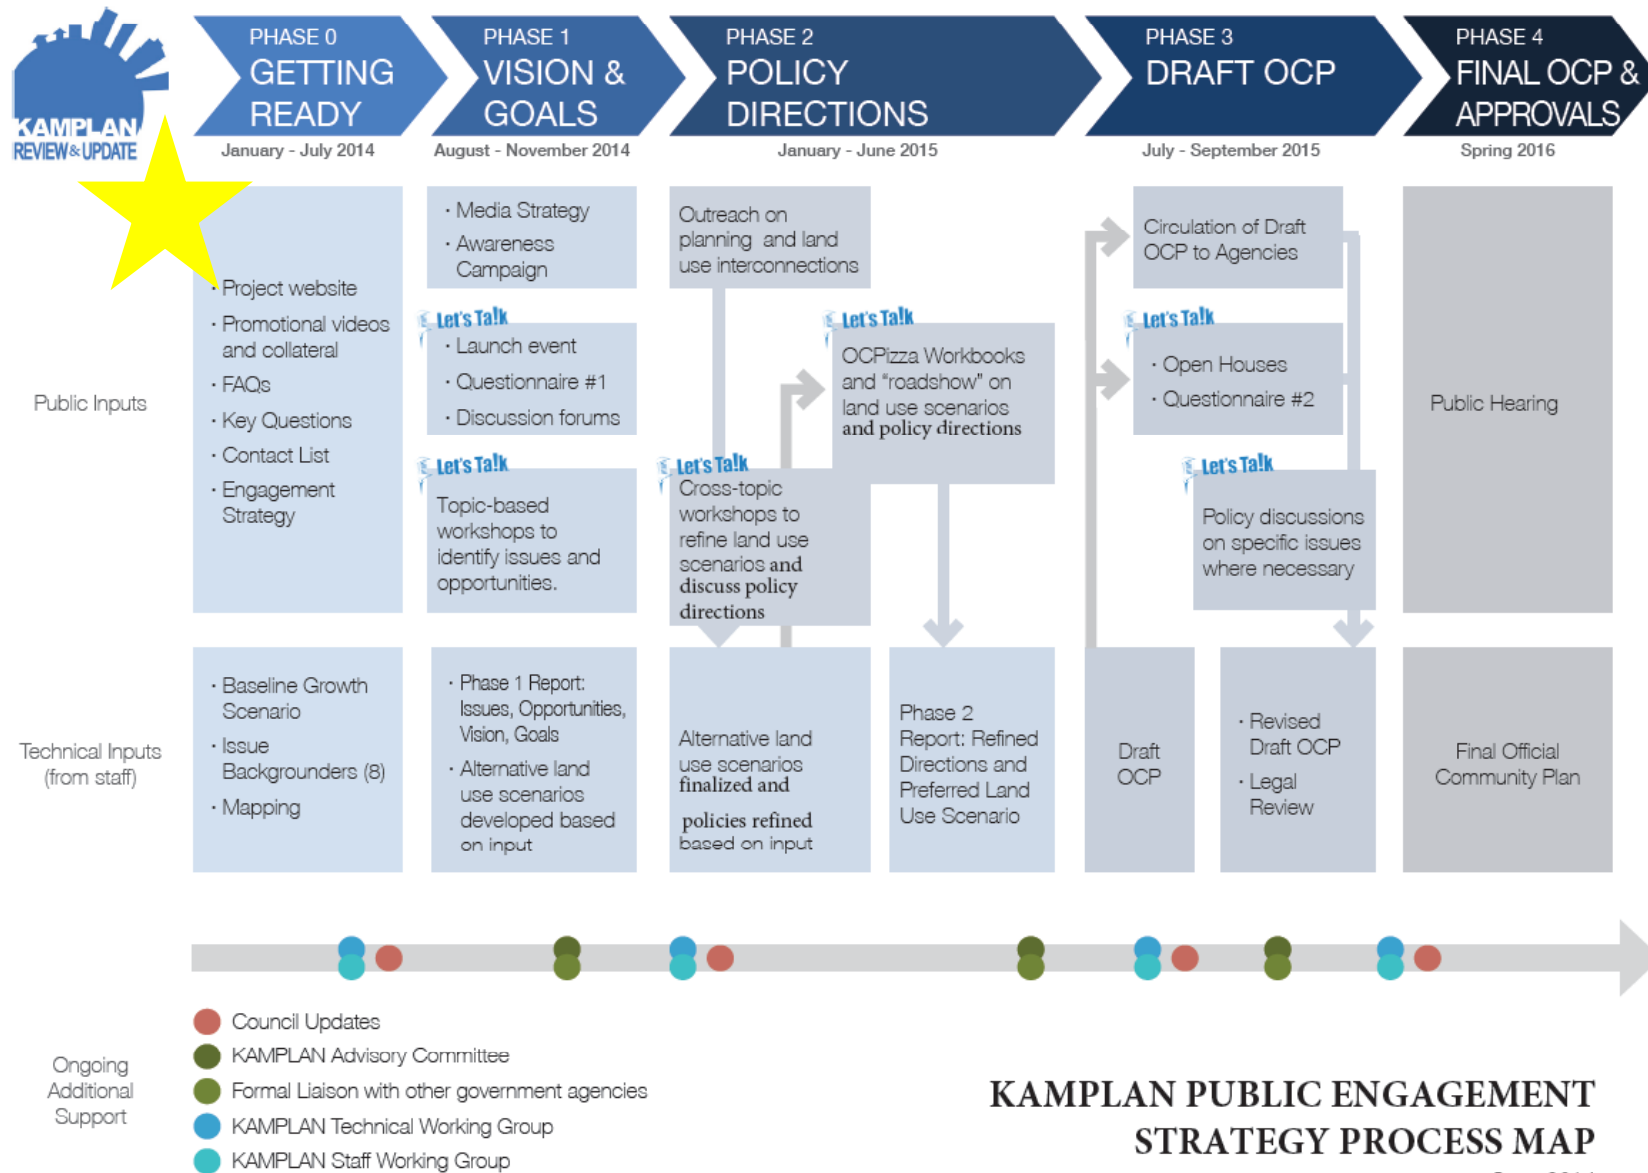 KAMPLAN
REVIEW & UPDATE
PHASE 0
GETTING
READY
January - July 2014
PHASE 1
VISION &
GOALS
August - November 2014
PHASE 2
POLICY
DIRECTIONS
January - June 2015
PHASE 3
DRAFT OCP
July - September 2015
PHASE 4
FINAL OCP &
APPROVALS
Spring 2016
Public Inputs
· Project website
· Promotional videos
and collateral
· FAQs
· Key Questions
· Contact List
· Engagement
Strategy
· Media Strategy
· Awareness
Campaign
Let's Ta!k
· Launch event
· Questionnaire #1
· Discussion forums
Let's Ta!k
Topic-based
workshops to
identify issues and
opportunities.
Outreach on
planning and land
use interconnections
Let's Ta!k
Cross-topic
workshops to
refine land use
scenarios and
discuss policy
directions
Let's Ta!k
OCPizza Workbooks
and "roadshow" on
land use scenarios
and policy directions
Circulation of Draft
OCP to Agencies
Let's Ta!k
· Open Houses
· Questionnaire #2
Let's Ta!k
Policy discussions
on specific issues
where necessary
Public Hearing
Technical Inputs
(from staff)
· Baseline Growth
Scenario
· Issue
Backgrounders (8)
· Mapping
· Phase 1 Report:
Issues, Opportunities,
Vision, Goals
· Alternative land
use scenarios
developed based
on input
Alternative land
use scenarios
finalized and
policies refined
based on input
Phase 2
Report: Refined
Directions and
Preferred Land
Use Scenario
Draft
OCP
· Revised
Draft OCP
· Legal
Review
Final Official
Community Plan
Ongoing
Additional
Support
Council Updates
KAMPLAN Advisory Committee
Formal Liaison with other government agencies
KAMPLAN Technical Working Group
KAMPLAN Staff Working Group
KAMPLAN PUBLIC ENGAGEMENT
STRATEGY PROCESS MAP